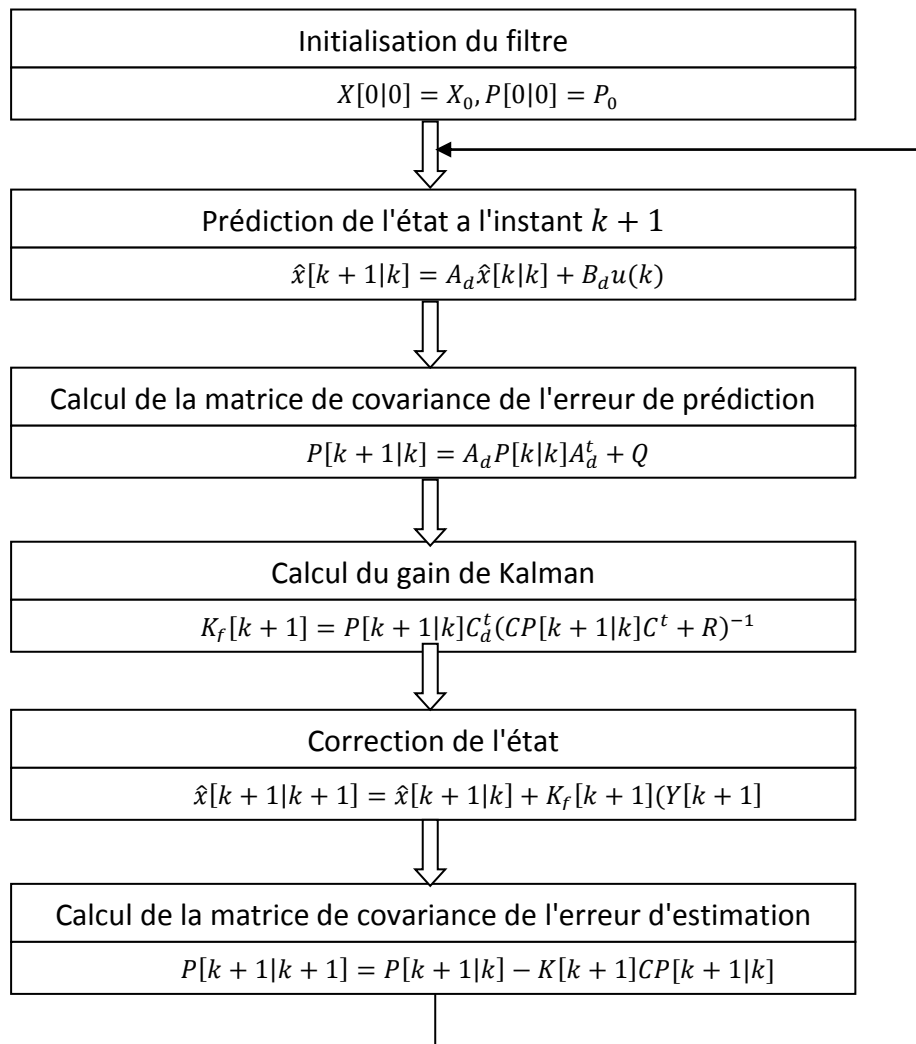 Initialisation du filtre
X[0|0] = X₀, P[0|0] = P₀
Prédiction de l'état a l'instant k + 1
x̂[k + 1|k] = A_d x̂[k|k] + B_d u(k)
Calcul de la matrice de covariance de l'erreur de prédiction
P[k + 1|k] = A_d P[k|k]A_d^t + Q
Calcul du gain de Kalman
K_f[k + 1] = P[k + 1|k]C_d^t(CP[k + 1|k]C^t + R)^−1
Correction de l'état
x̂[k + 1|k + 1] = x̂[k + 1|k] + K_f[k + 1](Y[k + 1]
Calcul de la matrice de covariance de l'erreur d'estimation
P[k + 1|k + 1] = P[k + 1|k] − K[k + 1]CP[k + 1|k]